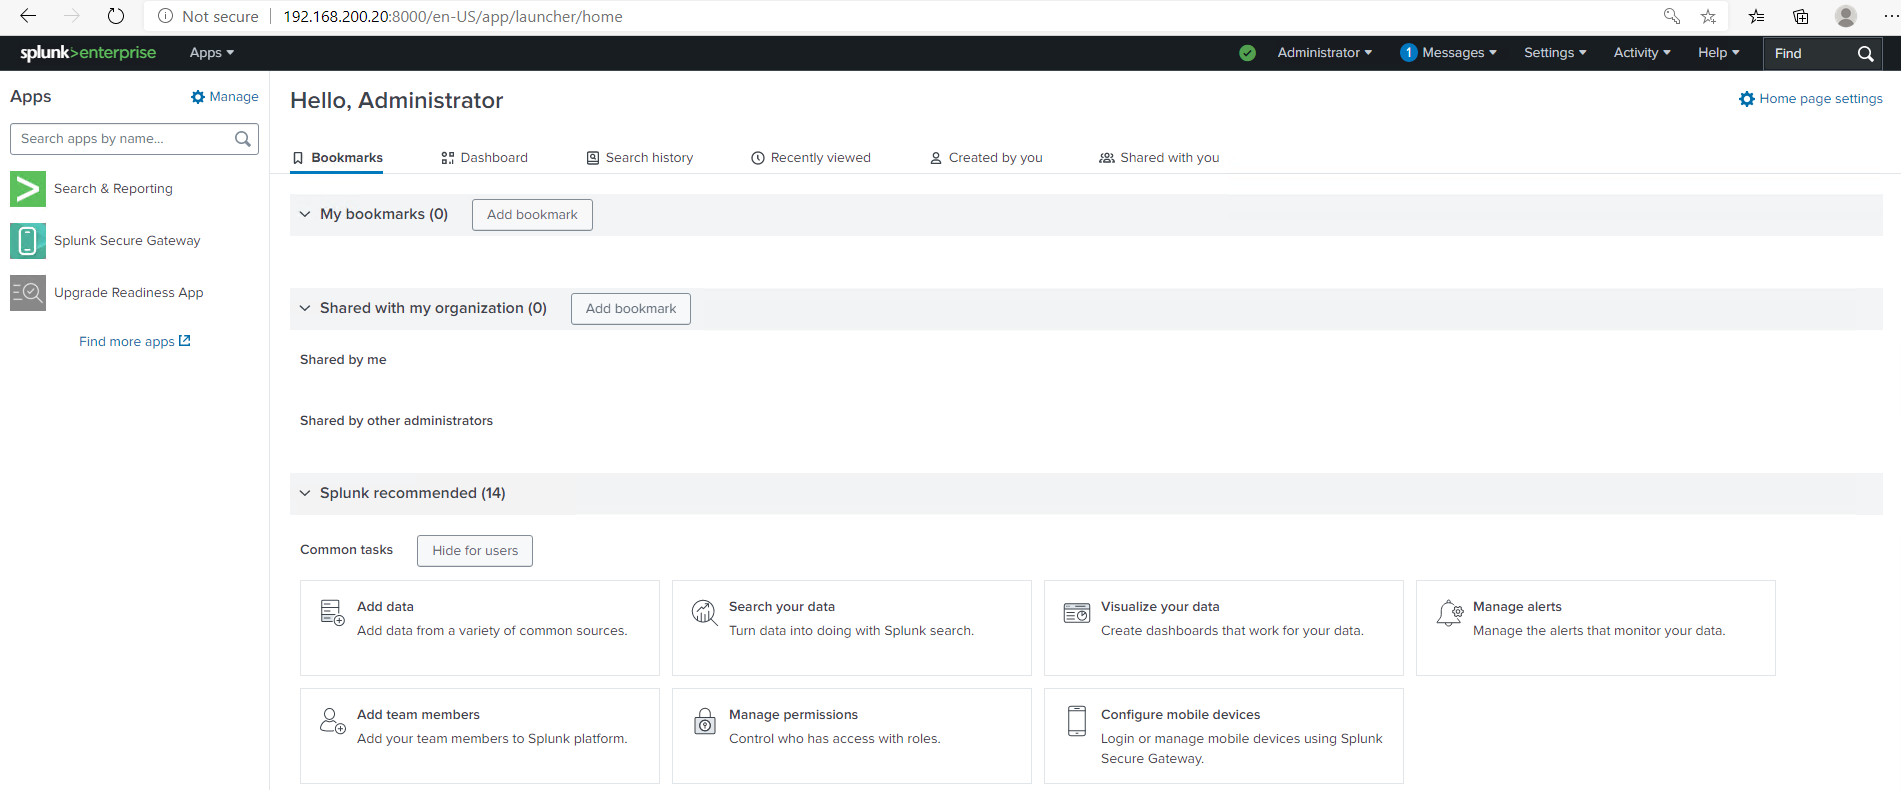 Not secure 192.168.200.20:8000/en-US/app/launcher/home
splunk>enterprise Apps Administrator 1 Messages Settings Activity Help Find
Apps Manage
Search apps by name...
Search & Reporting
Splunk Secure Gateway
Upgrade Readiness App
Find more apps
Hello, Administrator
Home page settings
Bookmarks Dashboard Search history Recently viewed Created by you Shared with you
My bookmarks (0) Add bookmark
Shared with my organization (0) Add bookmark
Shared by me
Shared by other administrators
Splunk recommended (14)
Common tasks Hide for users
Add data
Add data from a variety of common sources.
Search your data
Turn data into doing with Splunk search.
Visualize your data
Create dashboards that work for your data.
Manage alerts
Manage the alerts that monitor your data.
Add team members
Add your team members to Splunk platform.
Manage permissions
Control who has access with roles.
Configure mobile devices
Login or manage mobile devices using Splunk
Secure Gateway.